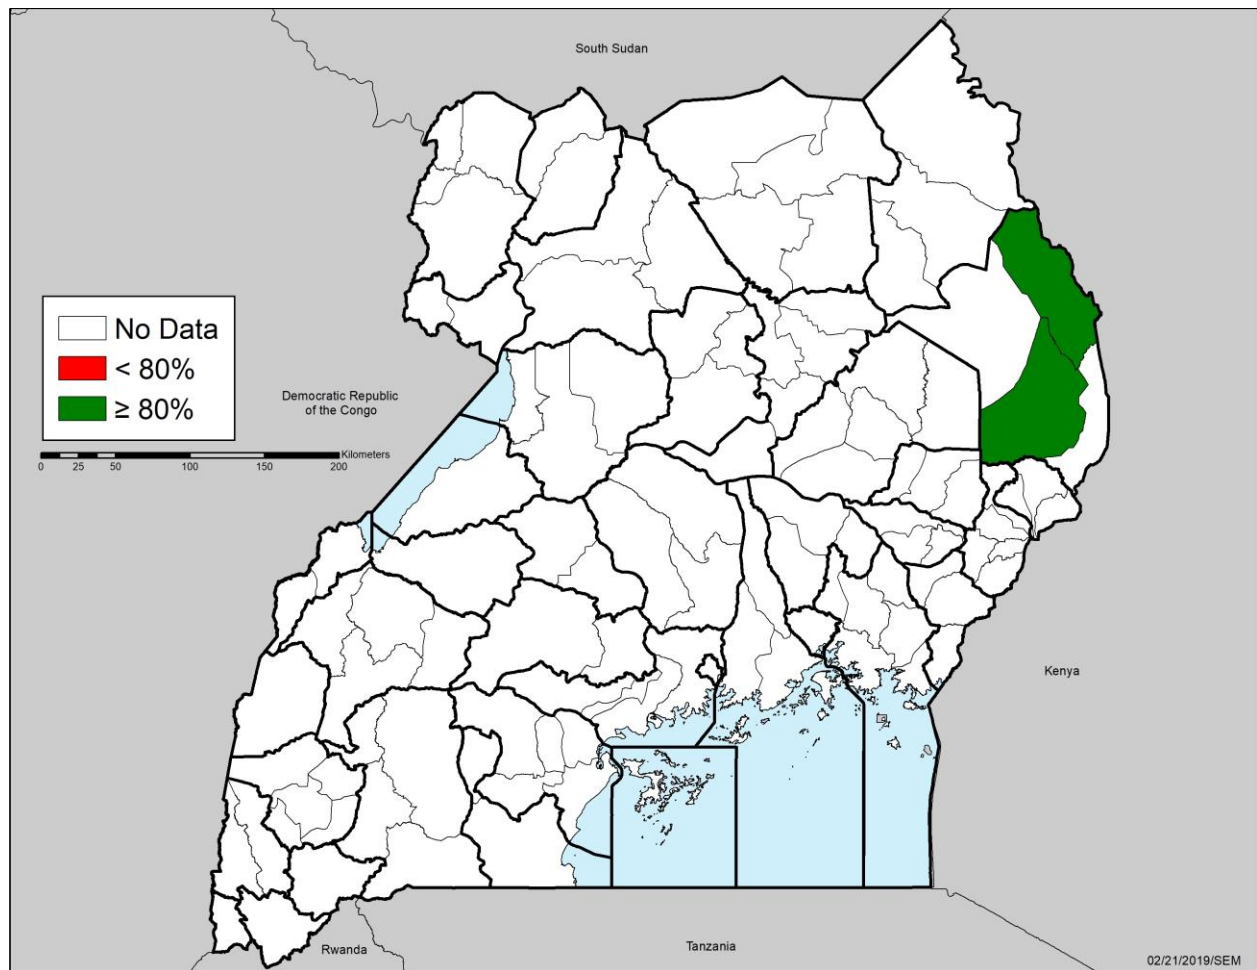 South Sudan
No Data
< 80%
≥ 80%
Democratic Republic
of the Congo
Kilometers
0 25 50 100 150 200
Kenya
Rwanda
Tanzania
02/21/2019/SEM